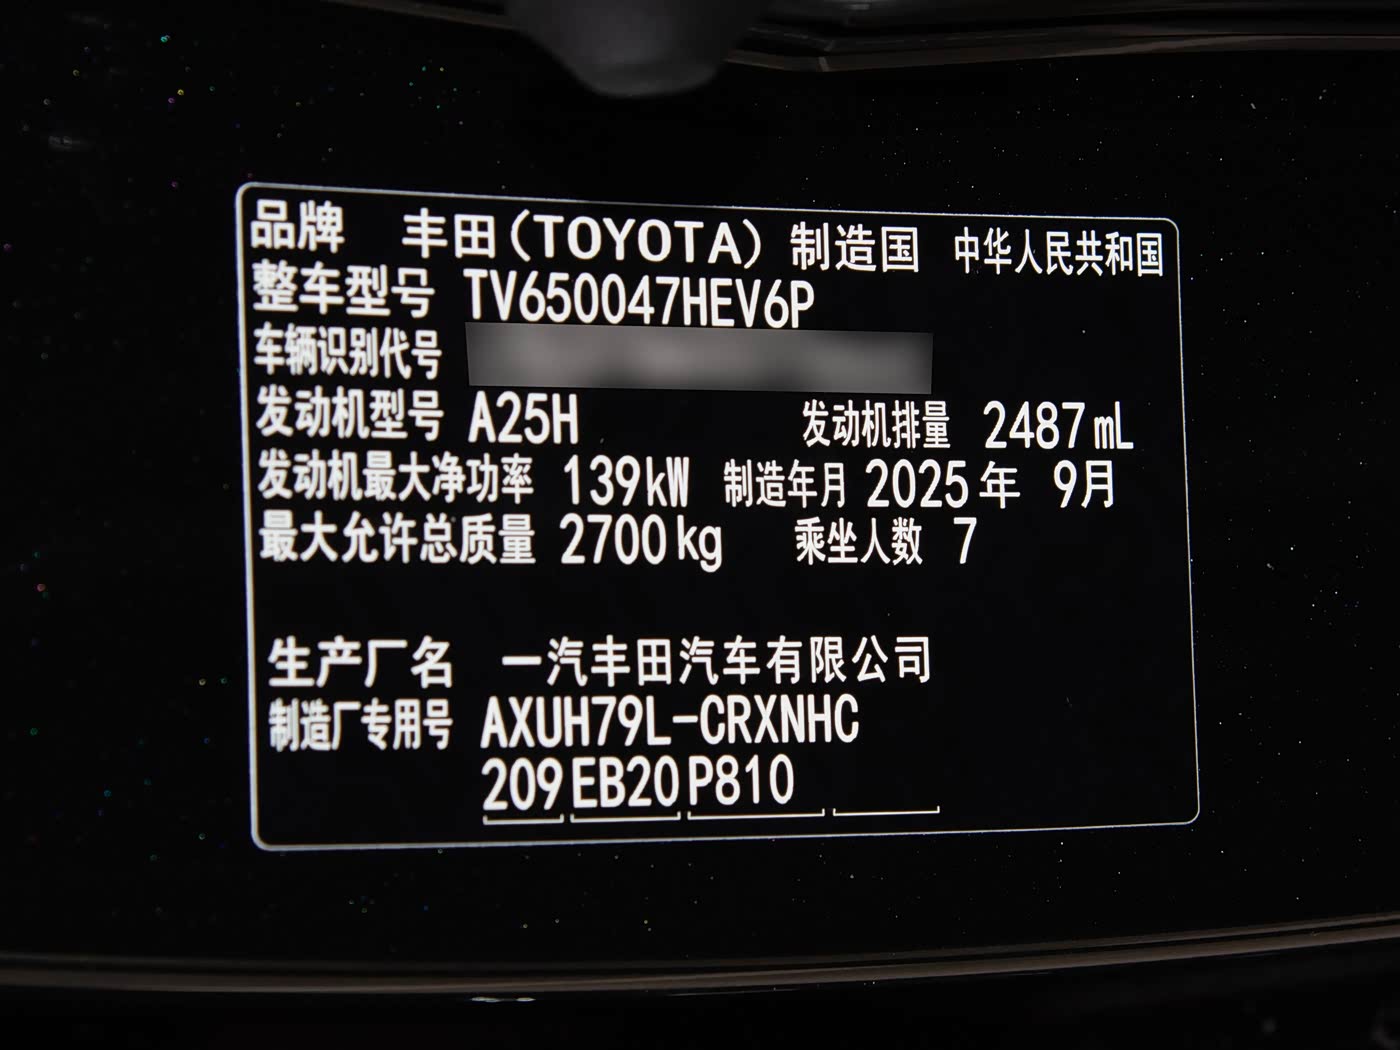 品牌 丰田(TOYOTA) 制造国 中华人民共和国
整车型号 TV650047HEV6P
车辆识别代号
发动机型号 A25H 发动机排量 2487mL
发动机最大净功率 139kW 制造年月 2025年 9月
最大允许总质量 2700kg 乘坐人数 7
生产厂名 一汽丰田汽车有限公司
制造厂专用号 AXUH79L-CRXNHC
209 EB20 P810